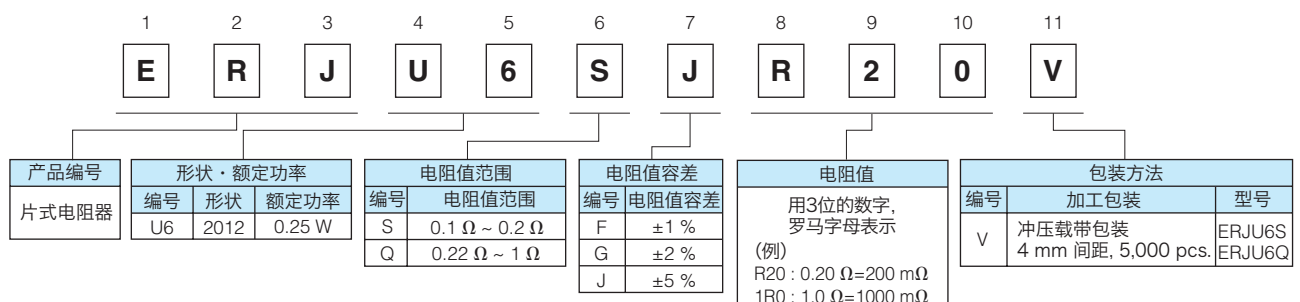 1 2 3 4 5 6 7 8 9 10 11
E R J U 6 S J R 2 0 V
产品编号
片式电阻器
形状・额定功率
编号 形状 额定功率
U6 2012 0.25 W
电阻值范围
编号 电阻值范围
S 0.1 Ω ~ 0.2 Ω
Q 0.22 Ω ~ 1 Ω
电阻值容差
编号 电阻值容差
F ±1 %
G ±2 %
J ±5 %
电阻值
用3位的数字,
罗马字母表示
(例)
R20 : 0.20 Ω=200 mΩ
1R0 : 1.0 Ω=1000 mΩ
包装方法
编号 加工包装 型号
V 冲压载带包装 ERJU6S
4 mm 间距, 5,000 pcs. ERJU6Q